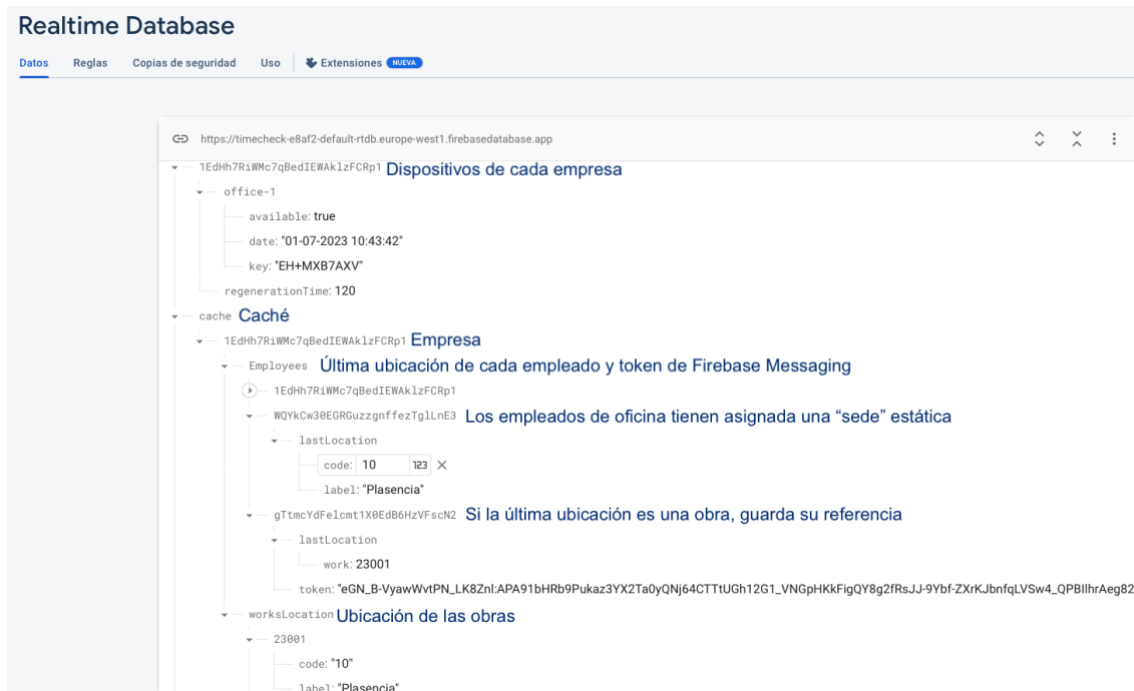 Realtime Database
Datos Reglas Copias de seguridad Uso Extensiones NUEVA
https://timecheck-e8af2-default-rtdb.europe-west1.firebasedatabase.app
1EdHh7RiWMc7qBedIEWAklzFCRp1 Dispositivos de cada empresa
office-1
available: true
date: "01-07-2023 10:43:42"
key: "EH+MXB7AXV"
regenerationTime: 120
cache Caché
1EdHh7RiWMc7qBedIEWAklzFCRp1 Empresa
Employees Última ubicación de cada empleado y token de Firebase Messaging
1EdHh7RiWMc7qBedIEWAklzFCRp1
WQYkCw30EGRGuzzgnffezTglLnE3 Los empleados de oficina tienen asignada una “sede” estática
lastLocation
code: 10 123
label: "Plasencia"
gTtmcYdFelcmt1X0EdB6HzVFscN2 Si la última ubicación es una obra, guarda su referencia
lastLocation
work: 23001
token: "eGN_B-VyawWvtPN_LK8Znl:APA91bHRb9Pukaz3YX2Ta0yQNj64CTTtUGh12G1_VNGpHKkFigQY8g2fRsJJ-9Ybf-ZXrKJbnfqLVSw4_QPBIlhrAeg82
worksLocation Ubicación de las obras
23001
code: "10"
label: "Plasencia"